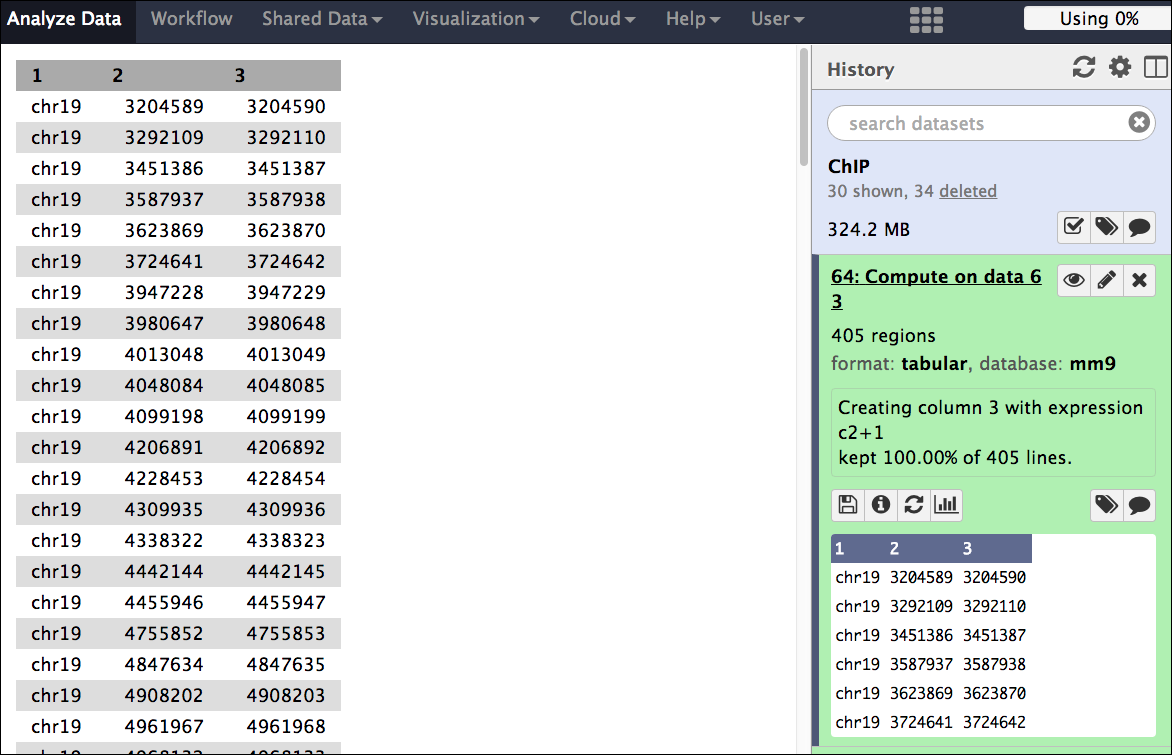 Analyze Data Workflow Shared Data Visualization Cloud Help User Using 0%
1 2 3
chr19 3204589 3204590
chr19 3292109 3292110
chr19 3451386 3451387
chr19 3587937 3587938
chr19 3623869 3623870
chr19 3724641 3724642
chr19 3947228 3947229
chr19 3980647 3980648
chr19 4013048 4013049
chr19 4048084 4048085
chr19 4099198 4099199
chr19 4206891 4206892
chr19 4228453 4228454
chr19 4309935 4309936
chr19 4338322 4338323
chr19 4442144 4442145
chr19 4455946 4455947
chr19 4755852 4755853
chr19 4847634 4847635
chr19 4908202 4908203
chr19 4961967 4961968
History
search datasets
ChIP
30 shown, 34 deleted
324.2 MB
64: Compute on data 6
3
405 regions
format: tabular, database: mm9
Creating column 3 with expression
c2+1
kept 100.00% of 405 lines.
1 2 3
chr19 3204589 3204590
chr19 3292109 3292110
chr19 3451386 3451387
chr19 3587937 3587938
chr19 3623869 3623870
chr19 3724641 3724642